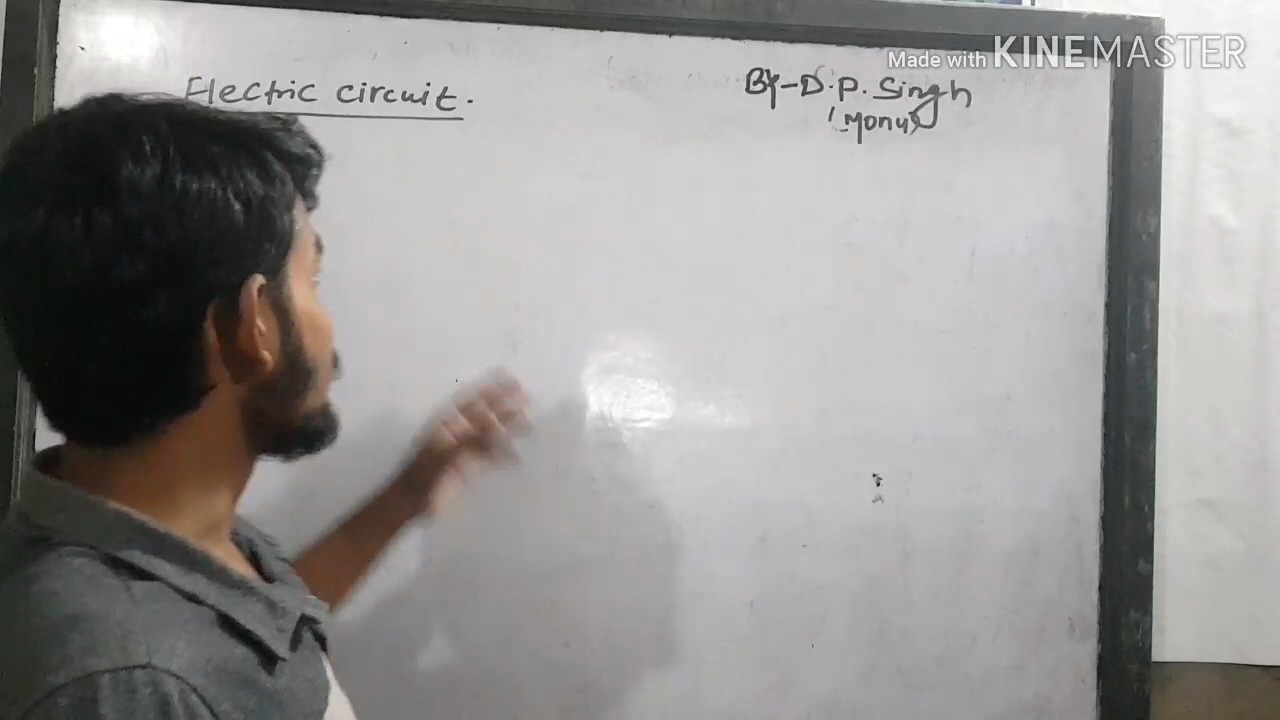 Made with KINEMASTER
Electric circuit.
By-D.P. Singh
(Monu)